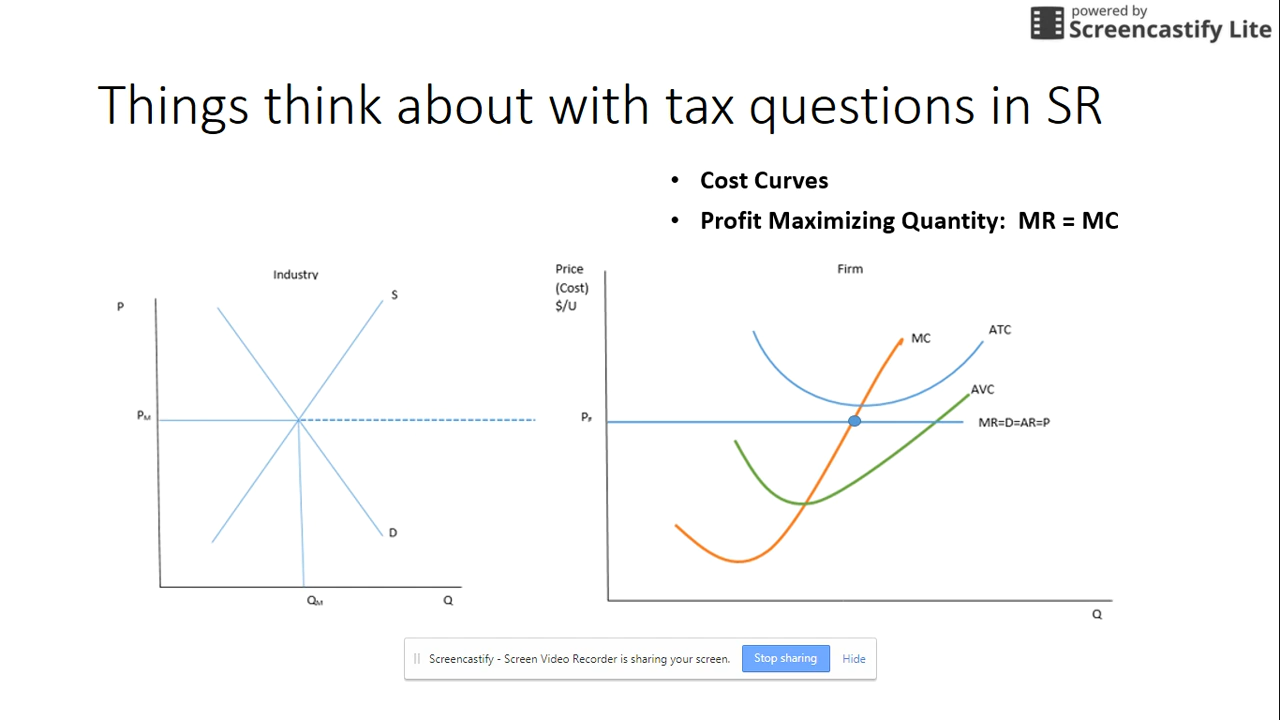 powered by
Screencastify Lite
Things think about with tax questions in SR
• Cost Curves
• Profit Maximizing Quantity: MR = MC
Industry
P
S
PM
D
QM
Q
Price
(Cost)
$/U
Firm
MC
ATC
AVC
PF
MR=D=AR=P
Q
Screencastify - Screen Video Recorder is sharing your screen.
Stop sharing
Hide